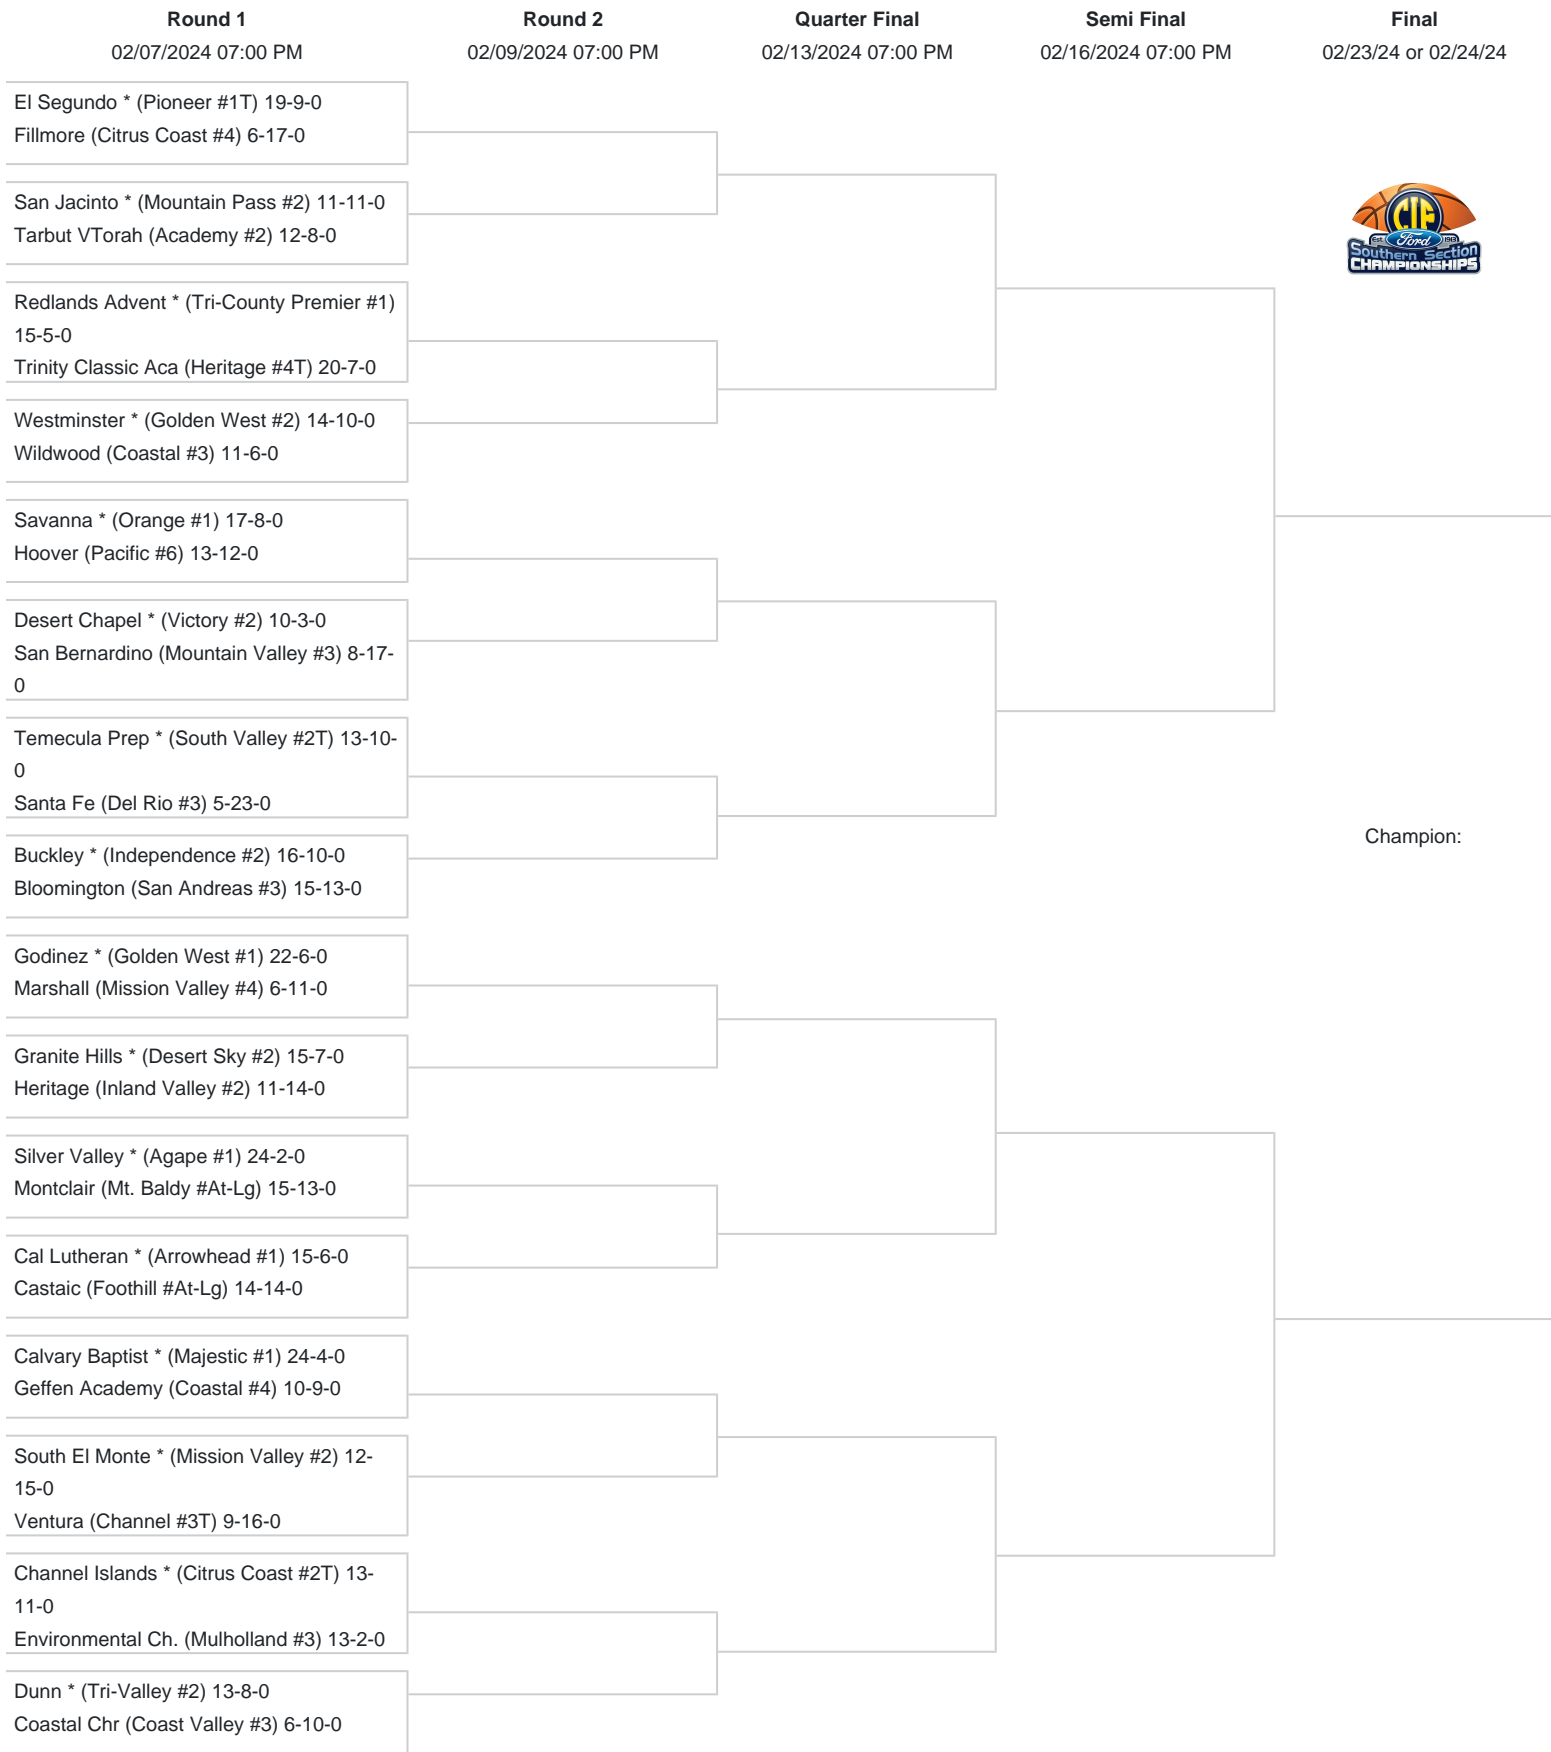 Round 1
02/07/2024 07:00 PM
Round 2
02/09/2024 07:00 PM
Quarter Final
02/13/2024 07:00 PM
Semi Final
02/16/2024 07:00 PM
Final
02/23/24 or 02/24/24
El Segundo * (Pioneer #1T) 19-9-0
Fillmore (Citrus Coast #4) 6-17-0
San Jacinto * (Mountain Pass #2) 11-11-0
Tarbut VTorah (Academy #2) 12-8-0
Redlands Advent * (Tri-County Premier #1)
15-5-0
Trinity Classic Aca (Heritage #4T) 20-7-0
Westminster * (Golden West #2) 14-10-0
Wildwood (Coastal #3) 11-6-0
Savanna * (Orange #1) 17-8-0
Hoover (Pacific #6) 13-12-0
Desert Chapel * (Victory #2) 10-3-0
San Bernardino (Mountain Valley #3) 8-17-
0
Temecula Prep * (South Valley #2T) 13-10-
0
Santa Fe (Del Rio #3) 5-23-0
Buckley * (Independence #2) 16-10-0
Bloomington (San Andreas #3) 15-13-0
Godinez * (Golden West #1) 22-6-0
Marshall (Mission Valley #4) 6-11-0
Granite Hills * (Desert Sky #2) 15-7-0
Heritage (Inland Valley #2) 11-14-0
Silver Valley * (Agape #1) 24-2-0
Montclair (Mt. Baldy #At-Lg) 15-13-0
Cal Lutheran * (Arrowhead #1) 15-6-0
Castaic (Foothill #At-Lg) 14-14-0
Calvary Baptist * (Majestic #1) 24-4-0
Geffen Academy (Coastal #4) 10-9-0
South El Monte * (Mission Valley #2) 12-
15-0
Ventura (Channel #3T) 9-16-0
Channel Islands * (Citrus Coast #2T) 13-
11-0
Environmental Ch. (Mulholland #3) 13-2-0
Dunn * (Tri-Valley #2) 13-8-0
Coastal Chr (Coast Valley #3) 6-10-0
CIF
Est. Ford 1913
Southern Section
CHAMPIONSHIPS
Champion: